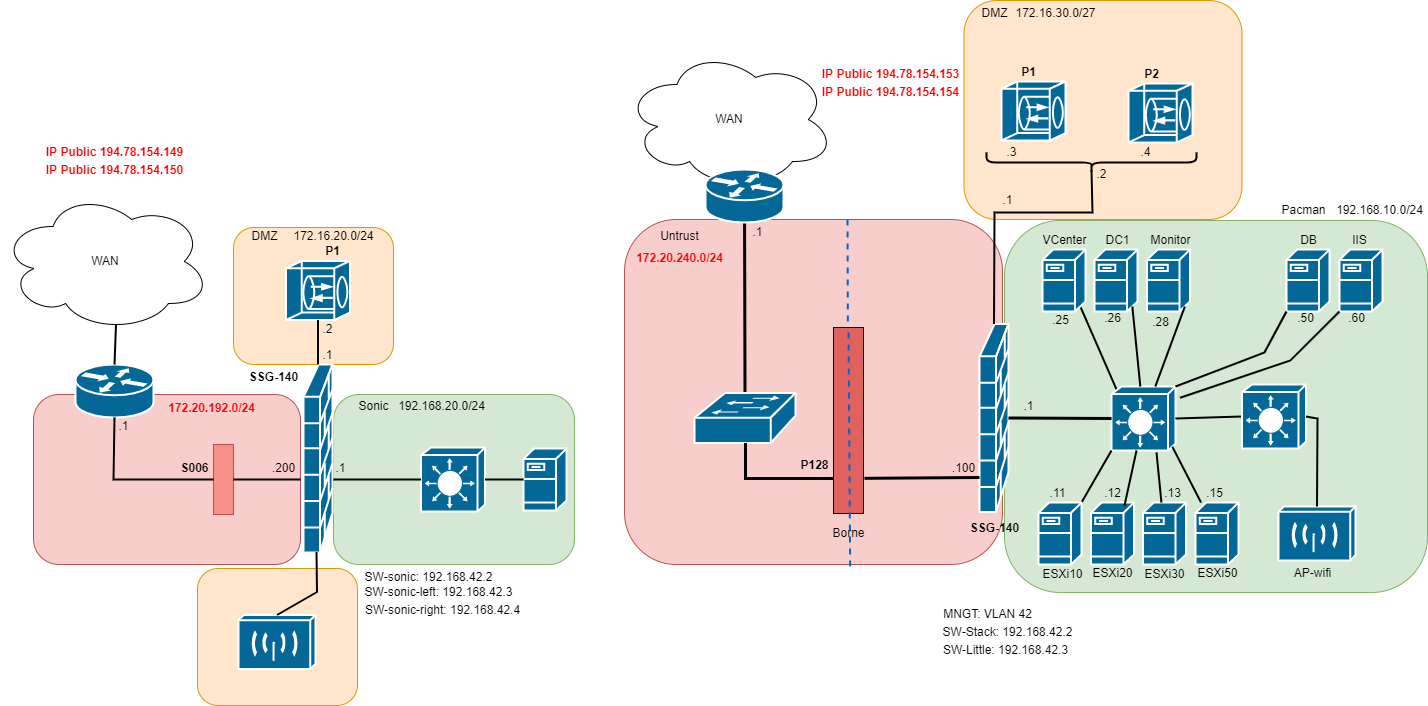 IP Public 194.78.154.149
IP Public 194.78.154.150
WAN
DMZ 172.16.20.0/24
P1
.2
.1
SSG-140
172.20.192.0/24
.1
S006
.200
Sonic 192.168.20.0/24
.1
SW-sonic: 192.168.42.2
SW-sonic-left: 192.168.42.3
SW-sonic-right: 192.168.42.4
IP Public 194.78.154.153
IP Public 194.78.154.154
WAN
DMZ 172.16.30.0/27
P1
P2
.3
.4
.2
.1
Untrust
172.20.240.0/24
.1
P128
.100
Borne
SSG-140
Pacman 192.168.10.0/24
VCenter
DC1
Monitor
DB
IIS
.25
.26
.28
.50
.60
.1
.11
.12
.13
.15
ESXi10
ESXi20
ESXi30
ESXi50
AP-wifi
MNGT: VLAN 42
SW-Stack: 192.168.42.2
SW-Little: 192.168.42.3